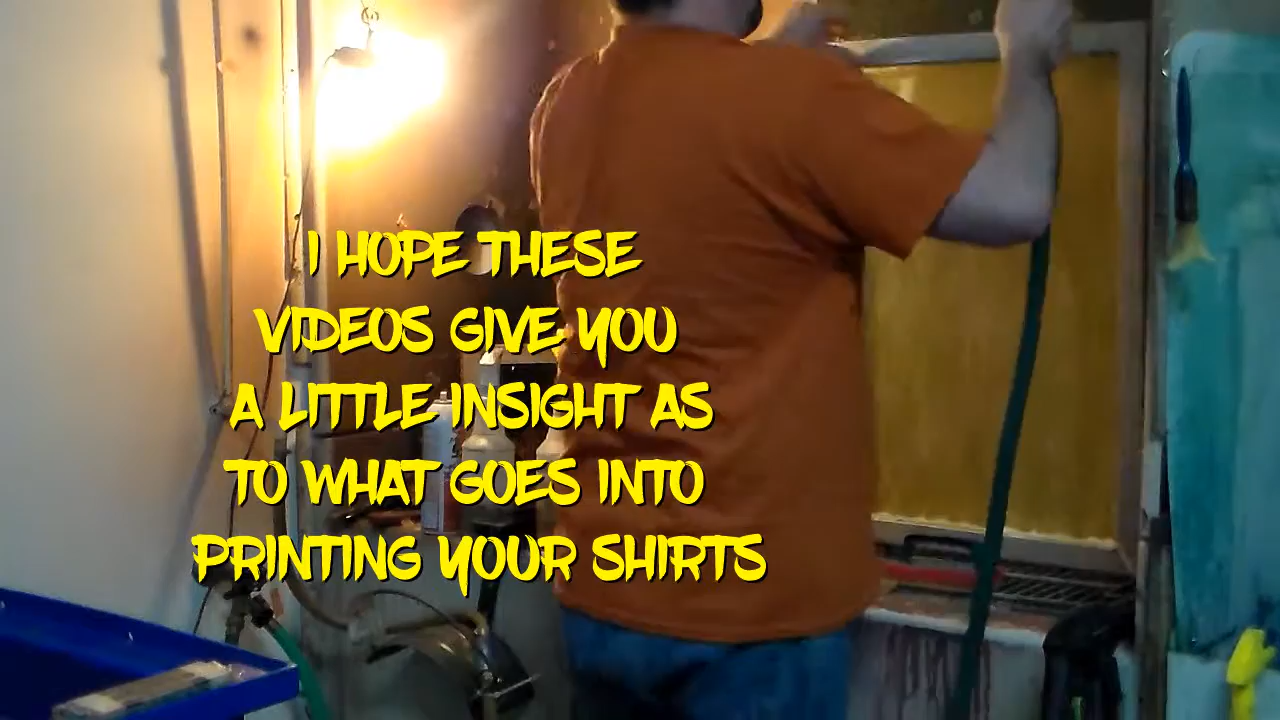 I HOPE THESE
VIDEOS GIVE YOU
A LITTLE INSIGHT AS
TO WHAT GOES INTO
PRINTING YOUR SHIRTS